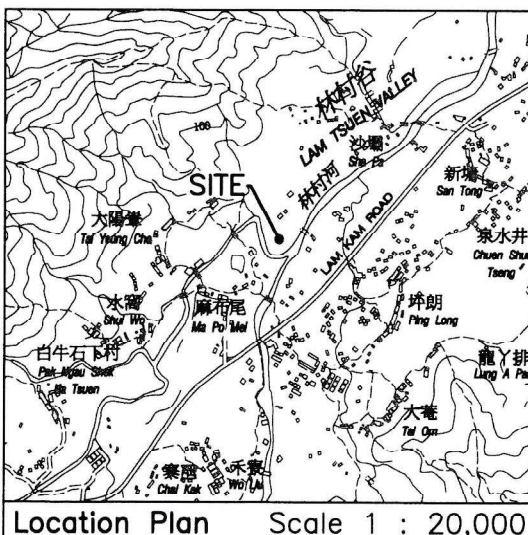 林村谷
LAM TSUEN VALLEY
100
沙壩
She Pa
SITE
林村河
新塘
San Tong
大陽輋
Tai Yeung Che
LAM KAM ROAD
泉水井
Chuen Shui
Tseng
水窩
Shui Wo
麻布尾
Ma Po Mei
坪朗
Ping Long
白牛石下村
Pak Ngau Shek
Ha Tsuen
龍丫排
Lung A Pai
大菴
Tai Om
寨乪
Chai Kek
禾寮
Wo Liu
Location Plan Scale 1 : 20,000